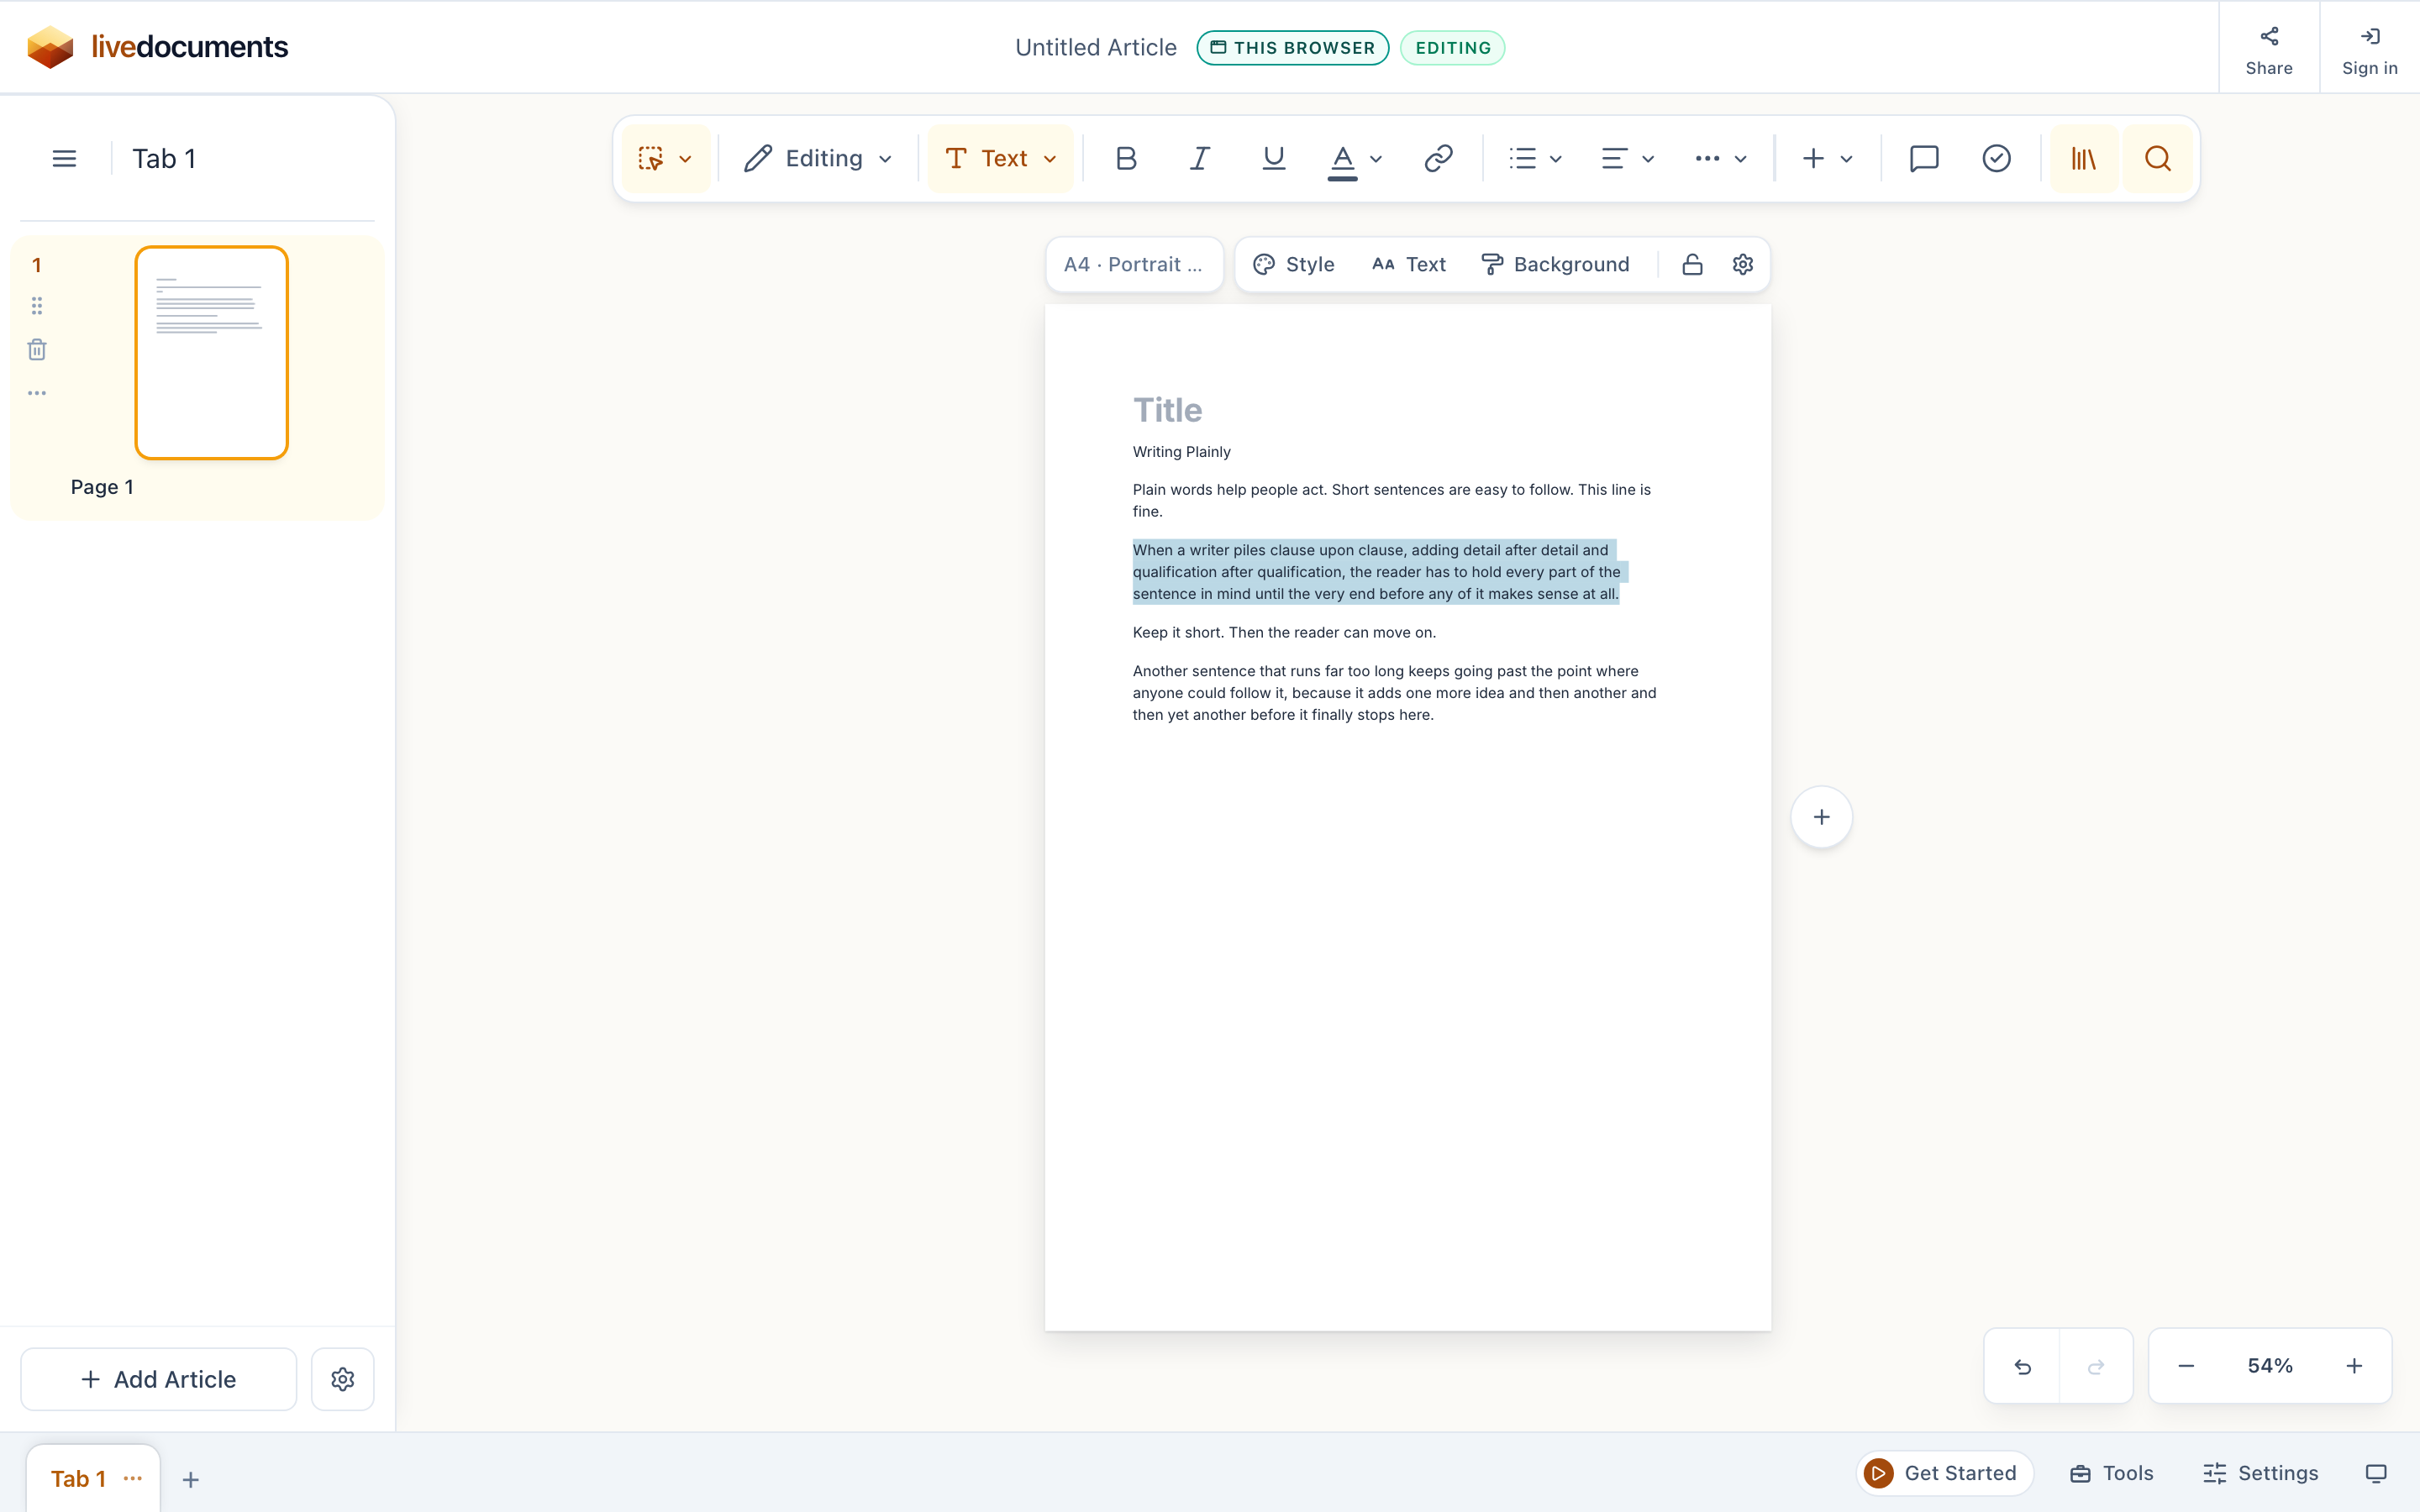 livedocuments
Untitled Article
THIS BROWSER
EDITING
Share
Sign in
Tab 1
Editing
Text
A4 · Portrait ...
Style
Text
Background
1
Page 1
Title
Writing Plainly
Plain words help people act. Short sentences are easy to follow. This line is
fine.
When a writer piles clause upon clause, adding detail after detail and
qualification after qualification, the reader has to hold every part of the
sentence in mind until the very end before any of it makes sense at all.
Keep it short. Then the reader can move on.
Another sentence that runs far too long keeps going past the point where
anyone could follow it, because it adds one more idea and then another and
then yet another before it finally stops here.
Add Article
54%
Tab 1
Get Started
Tools
Settings